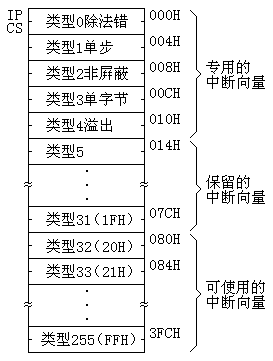 IP
CS
类型0除法错 000H
类型1单步 004H
类型2非屏蔽 008H
类型3单字节 00CH
类型4溢出 010H
专用的
中断向量
类型5 014H
保留的
中断向量
类型31(1FH) 07CH
类型32(20H) 080H
类型33(21H) 084H
可使用的
中断向量
类型255(FFH) 3FCH